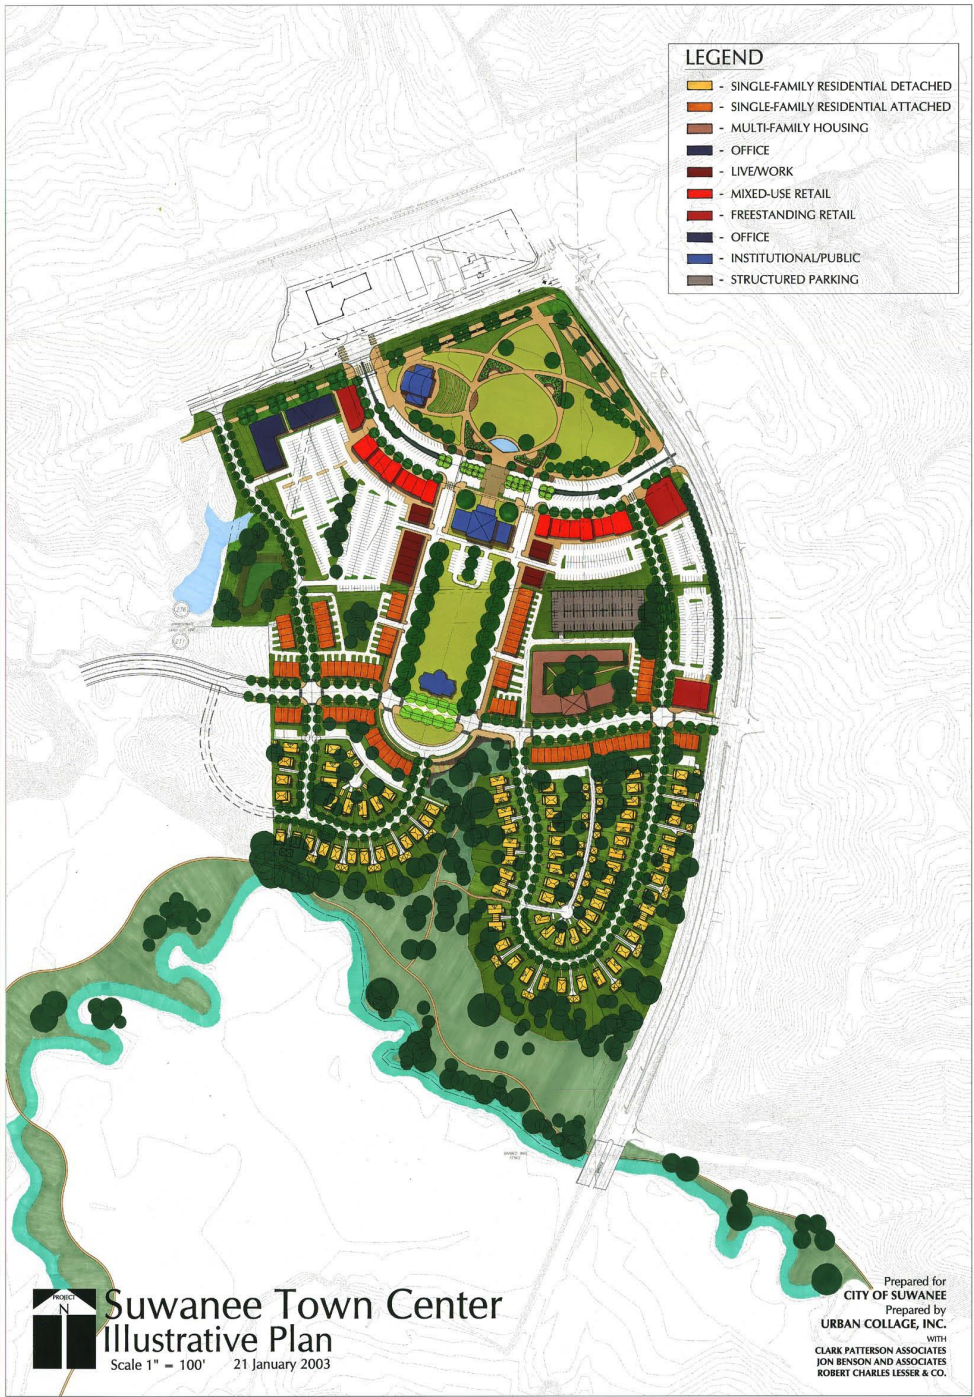 LEGEND
- SINGLE-FAMILY RESIDENTIAL DETACHED
- SINGLE-FAMILY RESIDENTIAL ATTACHED
- MULTI-FAMILY HOUSING
- OFFICE
- LIVE/WORK
- MIXED-USE RETAIL
- FREESTANDING RETAIL
- OFFICE
- INSTITUTIONAL/PUBLIC
- STRUCTURED PARKING
PROJECT
N
Suwanee Town Center
Illustrative Plan
Scale 1" = 100' 21 January 2003
Prepared for
CITY OF SUWANEE
Prepared by
URBAN COLLAGE, INC.
WITH
CLARK PATTERSON ASSOCIATES
JON BENSON AND ASSOCIATES
ROBERT CHARLES LESSER & CO.